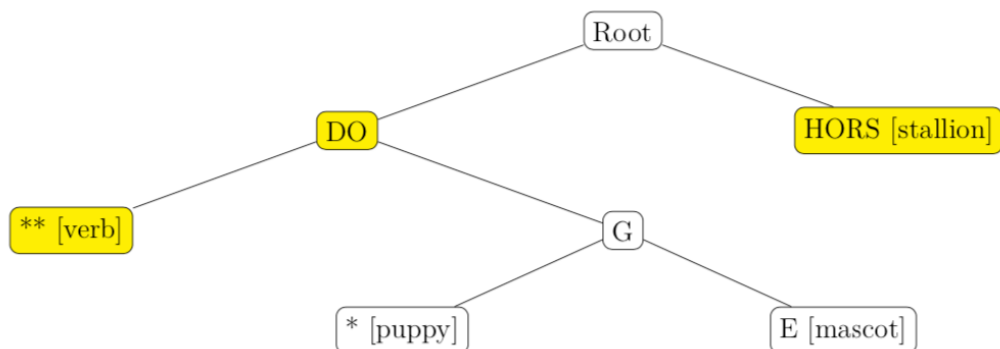 Root
DO
HORS [stallion]
** [verb]
G
* [puppy]
E [mascot]